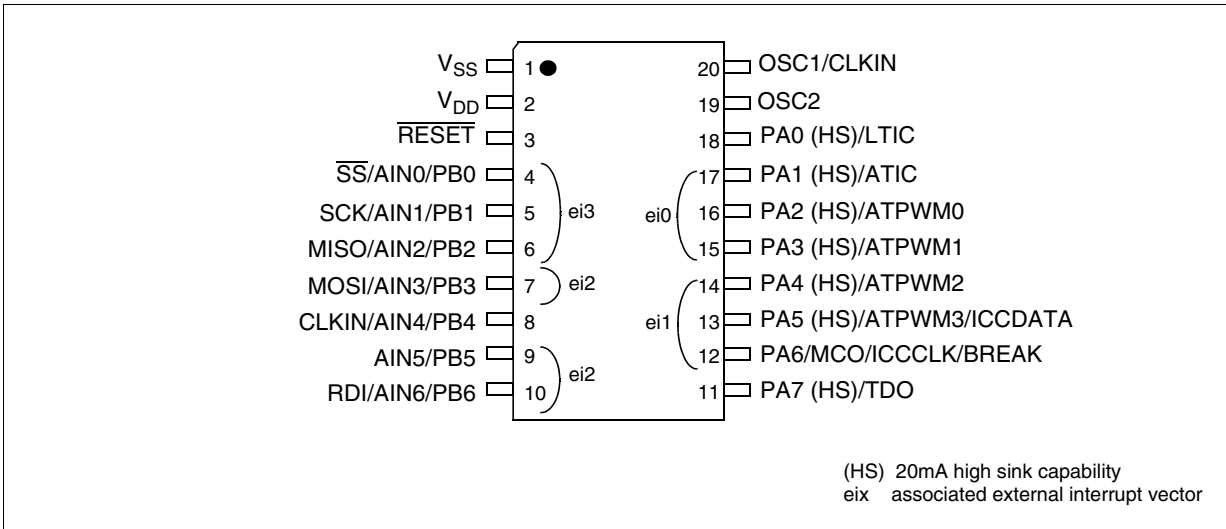 V_SS 1 20 OSC1/CLKIN
V_DD 2 19 OSC2
RESET 3 18 PA0 (HS)/LTIC
SS/AIN0/PB0 4 17 PA1 (HS)/ATIC
SCK/AIN1/PB1 5 ei3 ei0 16 PA2 (HS)/ATPWM0
MISO/AIN2/PB2 6 15 PA3 (HS)/ATPWM1
MOSI/AIN3/PB3 7 ei2 14 PA4 (HS)/ATPWM2
CLKIN/AIN4/PB4 8 ei1 13 PA5 (HS)/ATPWM3/ICCDATA
AIN5/PB5 9 ei2 12 PA6/MCO/ICCCLK/BREAK
RDI/AIN6/PB6 10 11 PA7 (HS)/TDO
(HS) 20mA high sink capability
eix associated external interrupt vector